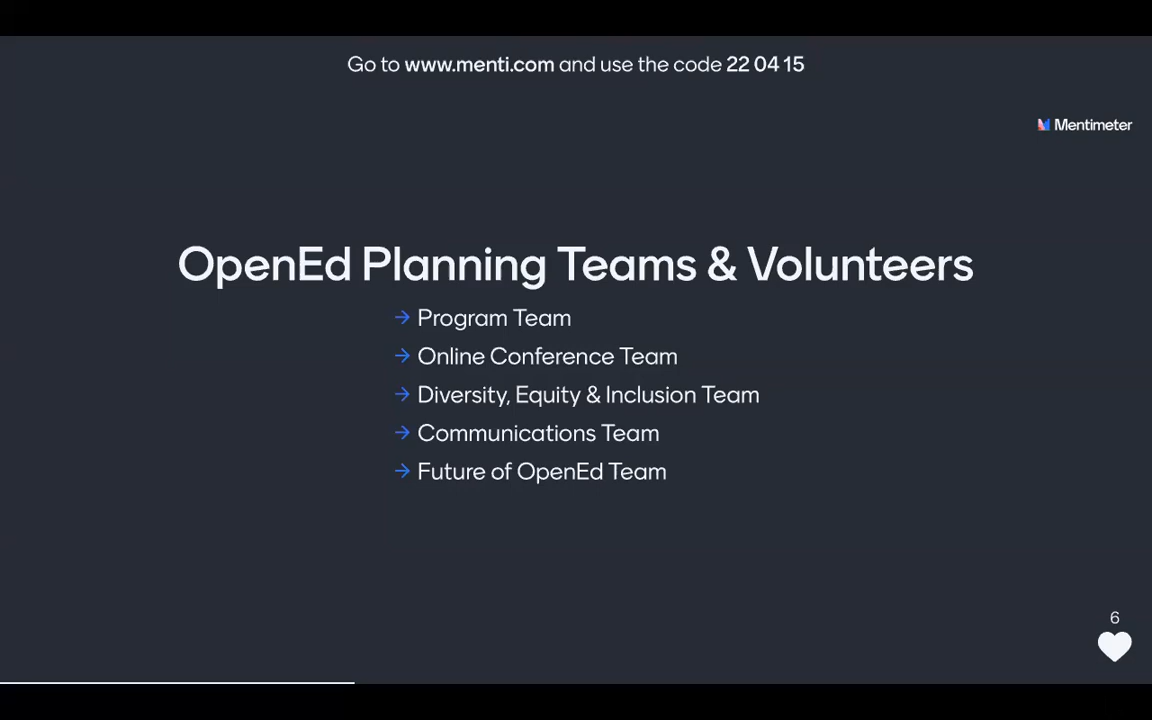 Go to www.menti.com and use the code 22 04 15
Mentimeter
OpenEd Planning Teams & Volunteers
→ Program Team
→ Online Conference Team
→ Diversity, Equity & Inclusion Team
→ Communications Team
→ Future of OpenEd Team
6